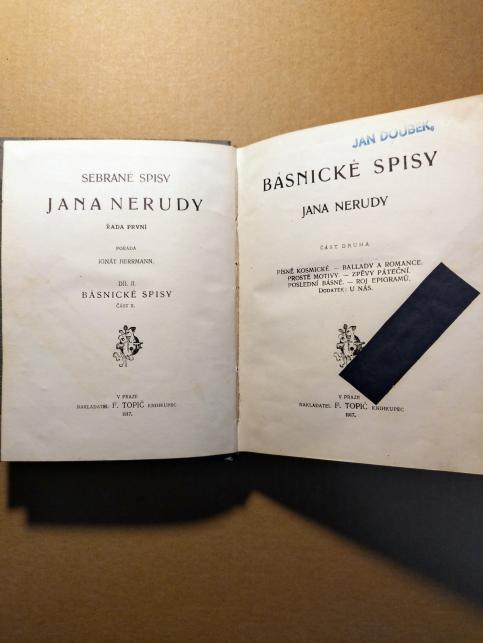 SEBRANÉ SPISY
JANA NERUDY
ŘADA PRVNÍ
POŘÁDÁ
IGNÁT HERRMANN.
DÍL II.
BÁSNICKÉ SPISY
ČÁST II.
V PRAZE
NAKLADATEL F. TOPIČ KNIHKUPEC
1917.
JAN DOUBEK,
BÁSNICKÉ SPISY
JANA NERUDY
ČÁST DRUHÁ
PÍSNĚ KOSMICKÉ. — BALLADY A ROMANCE.
PROSTÉ MOTIVY. — ZPĚVY PÁTEČNÍ.
POSLEDNÍ BÁSNĚ. — ROJ EPIGRAMŮ.
DODATEK: U NÁS.
V PRAZE
NAKLADATEL F. TOPIČ KNIHKUPEC
1917.